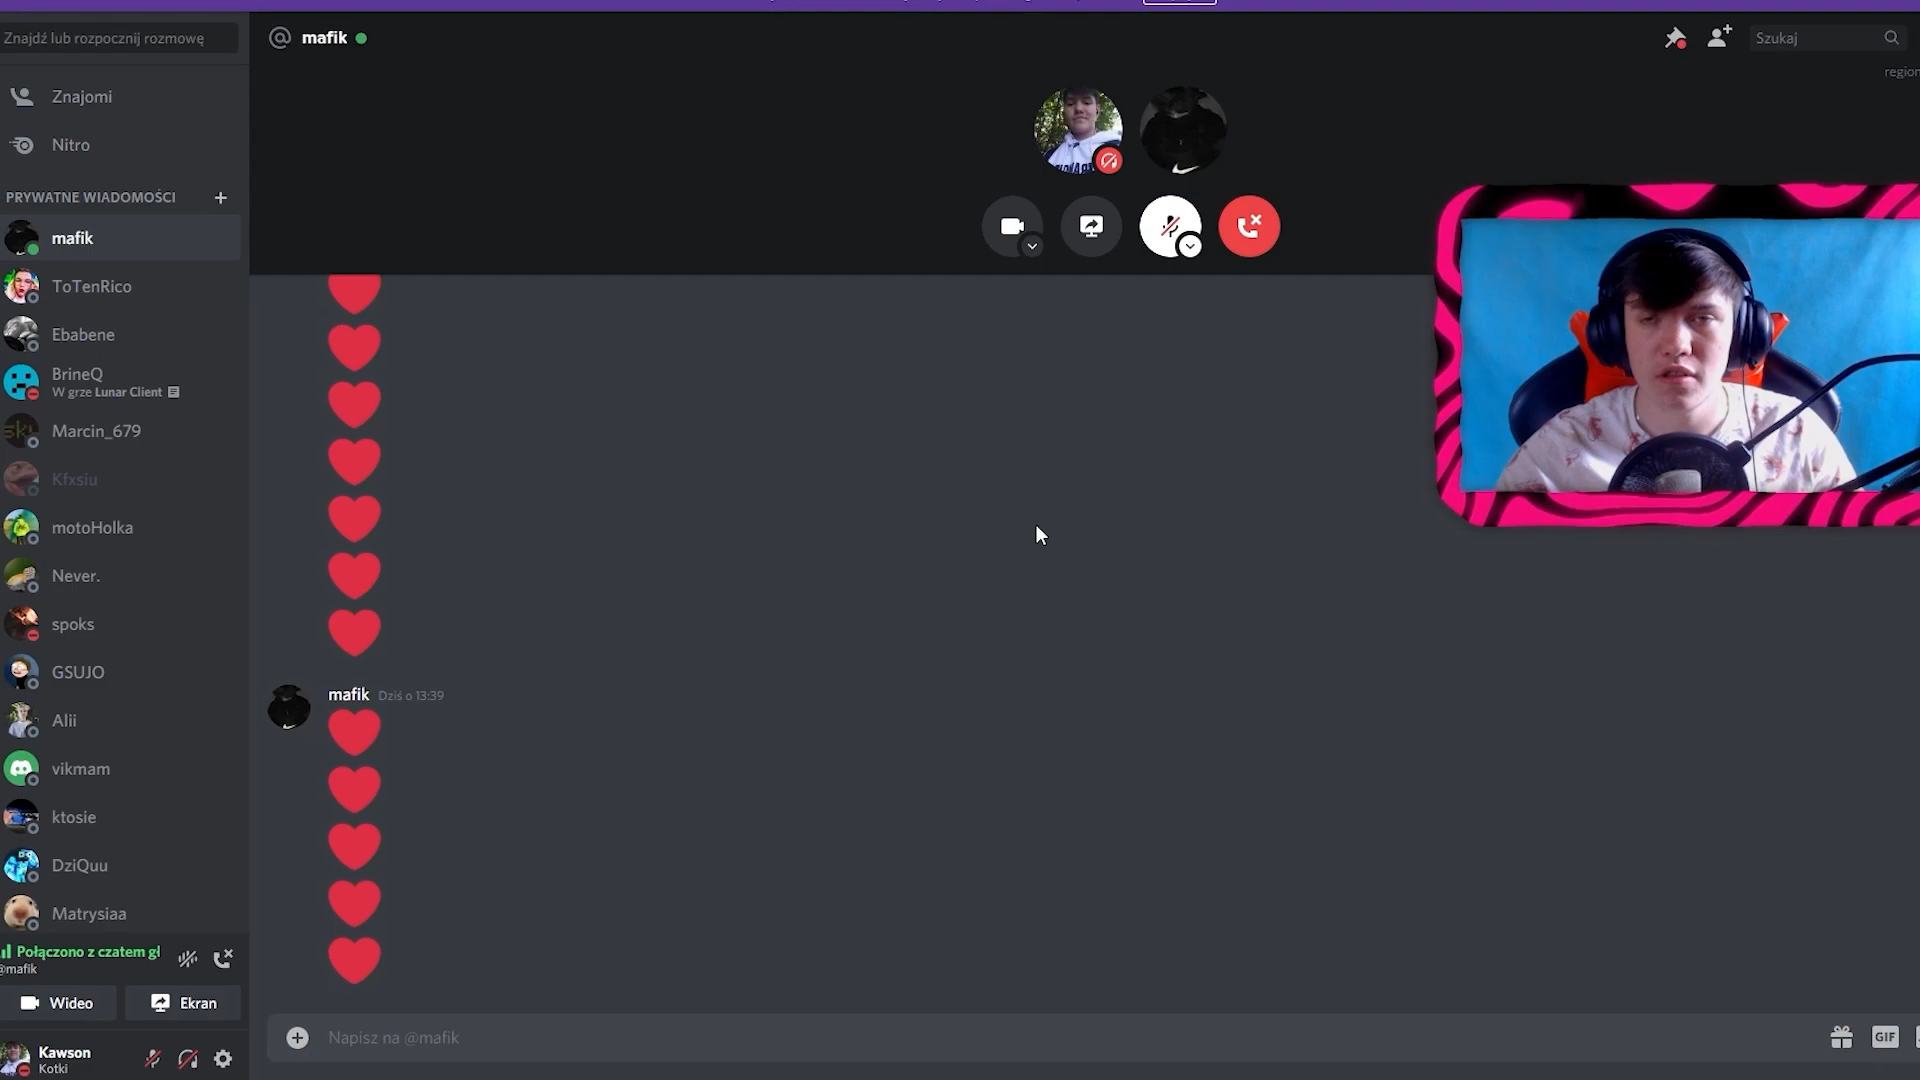 Znajdź lub rozpocznij rozmowę
mafik
Szukaj
region
Znajomi
Nitro
PRYWATNE WIADOMOŚCI
mafik
ToTenRico
Ebabene
BrineQ
W grze Lunar Client
Marcin_679
Kfxsiu
motoHolka
Never.
spoks
GSUJO
Alii
vikmam
ktosie
DziQuu
Matrysiaa
mafik Dziś o 13:39
Połączono z czatem gł
@mafik
Wideo
Ekran
Kawson
Kotki
Napisz na @mafik
GIF